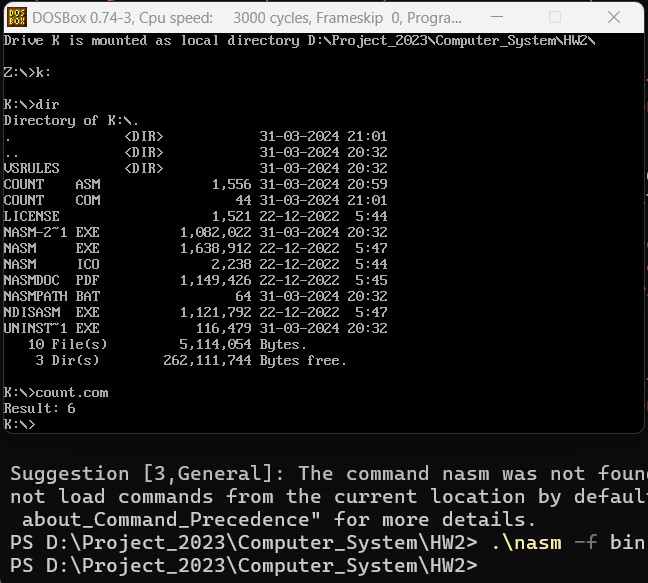 DOSBox 0.74-3, Cpu speed:    3000 cycles, Frameskip  0, Progra...
Drive K is mounted as local directory D:\Project_2023\Computer_System\HW2\
Z:\>k:
K:\>dir
Directory of K:\.
.              <DIR>            31-03-2024 21:01
..             <DIR>            31-03-2024 20:32
VSRULES        <DIR>            31-03-2024 20:32
COUNT    ASM              1,556 31-03-2024 20:59
COUNT    COM                 44 31-03-2024 21:01
LICENSE                   1,521 22-12-2022  5:44
NASM-2~1 EXE          1,082,022 31-03-2024 20:32
NASM     EXE          1,638,912 22-12-2022  5:47
NASM     ICO              2,238 22-12-2022  5:44
NASMDOC  PDF          1,149,426 22-12-2022  5:45
NASMPATH BAT                 64 31-03-2024 20:32
NDISASM  EXE          1,121,792 22-12-2022  5:47
UNINST~1 EXE            116,479 31-03-2024 20:32
   10 File(s)         5,114,054 Bytes.
    3 Dir(s)        262,111,744 Bytes free.
K:\>count.com
Result: 6
K:\>
Suggestion [3,General]: The command nasm was not foun
not load commands from the current location by defaul
 about_Command_Precedence" for more details.
PS D:\Project_2023\Computer_System\HW2> .\nasm -f bin
PS D:\Project_2023\Computer_System\HW2>